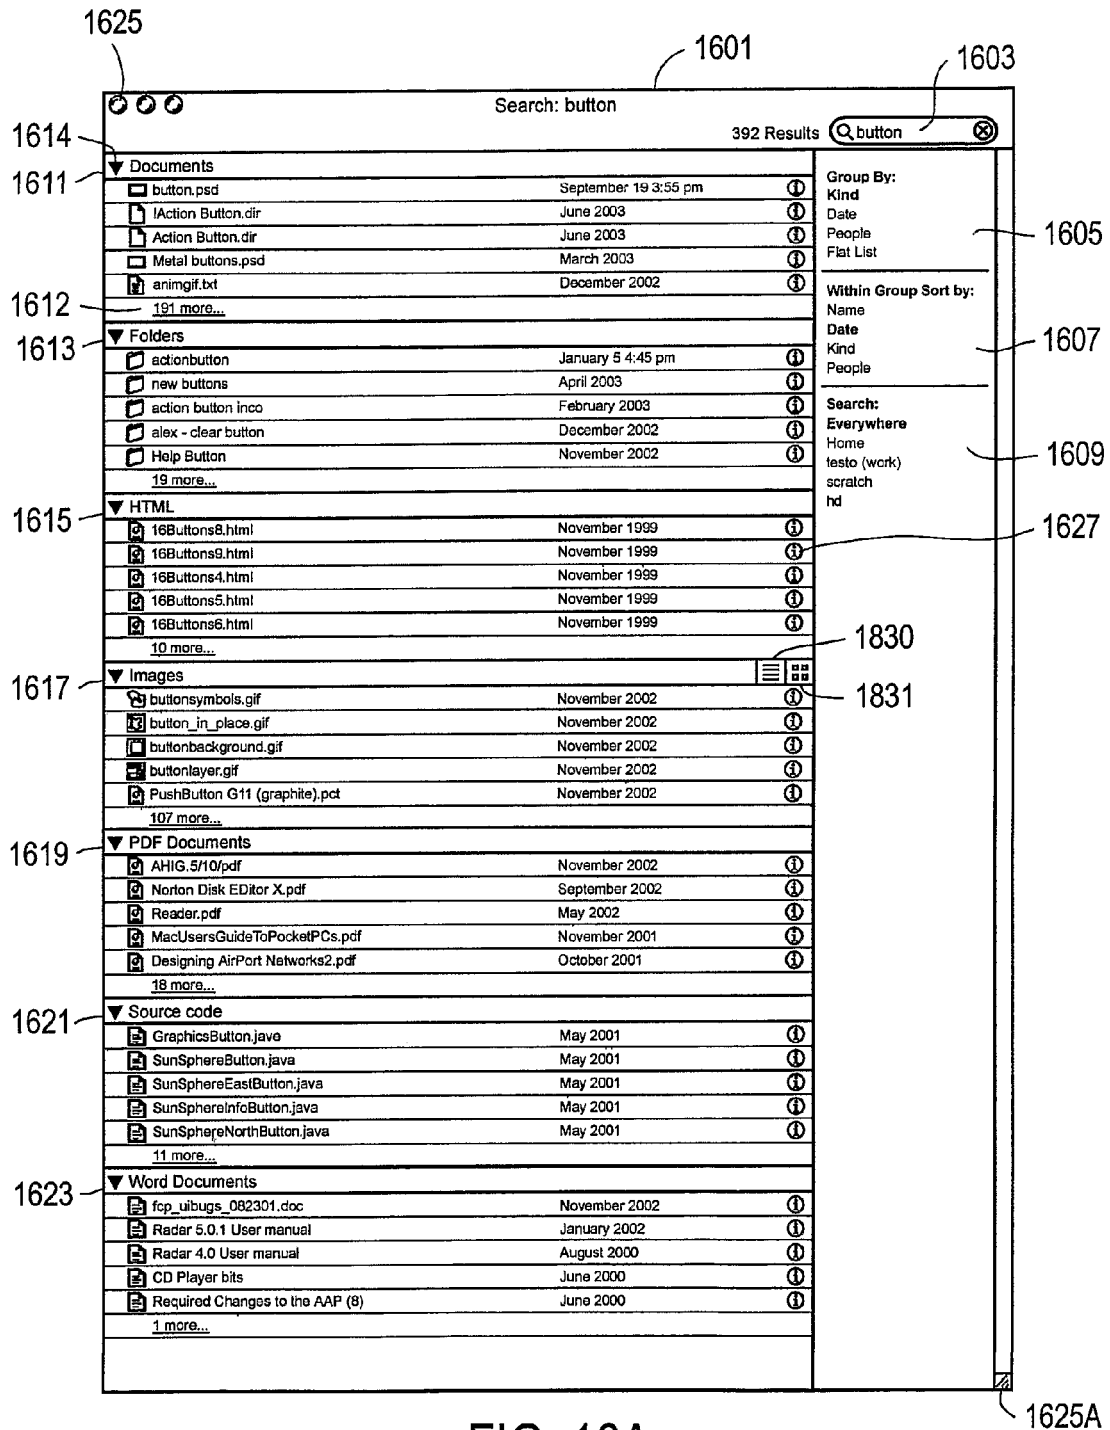 1625
1601
1603
Search: button
392 Results button
1614
1611
Documents
button.psd September 19 3:55 pm
!Action Button.dir June 2003
Action Button.dir June 2003
Metal buttons.psd March 2003
animgif.txt December 2002
1612
191 more...
1613
Folders
actionbutton January 5 4:45 pm
new buttons April 2003
action button inco February 2003
alex - clear button December 2002
Help Button November 2002
19 more...
1615
HTML
16Buttons8.html November 1999
16Buttons9.html November 1999
16Buttons4.html November 1999
16Buttons5.html November 1999
16Buttons6.html November 1999
10 more...
1617
Images
buttonsymbols.gif November 2002
button_in_place.gif November 2002
buttonbackground.gif November 2002
buttonlayer.gif November 2002
PushButton G11 (graphite).pct November 2002
107 more...
1619
PDF Documents
AHIG.5/10/pdf November 2002
Norton Disk EDitor X.pdf September 2002
Reader.pdf May 2002
MacUsersGuideToPocketPCs.pdf November 2001
Designing AirPort Networks2.pdf October 2001
18 more...
1621
Source code
GraphicsButton.jave May 2001
SunSphereButton.java May 2001
SunSphereEastButton.java May 2001
SunSphereInfoButton.java May 2001
SunSphereNorthButton.java May 2001
11 more...
1623
Word Documents
fcp_uibugs_082301.doc November 2002
Radar 5.0.1 User manual January 2002
Radar 4.0 User manual August 2000
CD Player bits June 2000
Required Changes to the AAP (8) June 2000
1 more...
Group By:
Kind
Date
People
Flat List
1605
Within Group Sort by:
Name
Date
Kind
People
1607
Search:
Everywhere
Home
testo (work)
scratch
hd
1609
1627
1830
1831
1625A